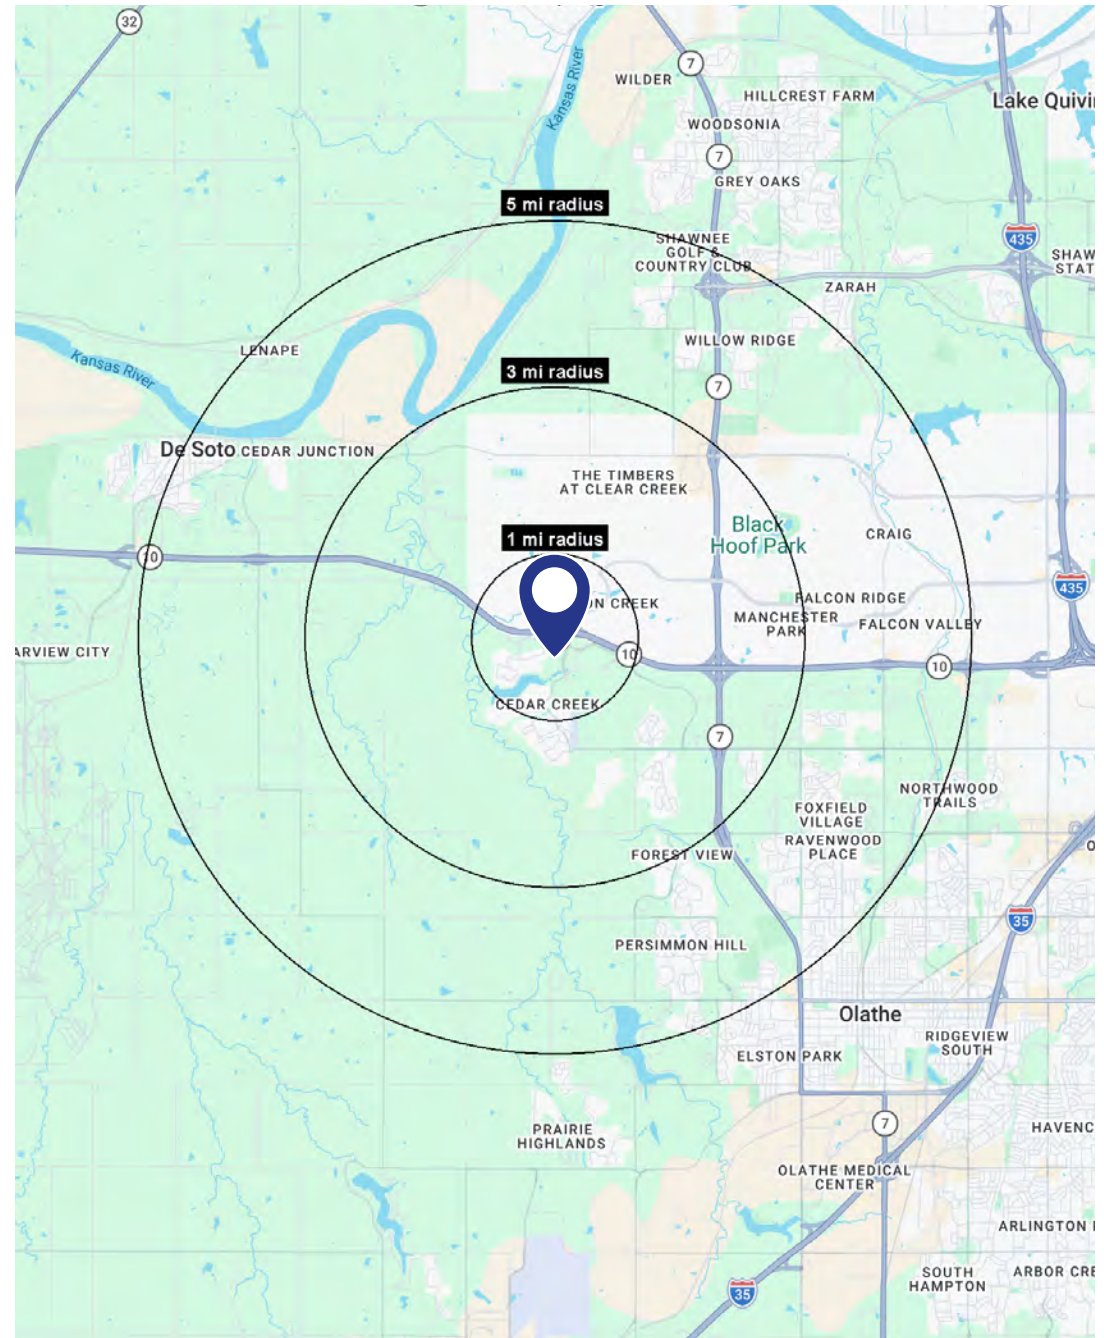 32
Kansas River
7
WILDER
HILLCREST FARM
Lake Quivir
WOODSONIA
7
GREY OAKS
5 mi radius
SHAWNEE
GOLF &
COUNTRY CLUB
435
SHAW
STAT
ZARAH
LENAPE
Kansas River
WILLOW RIDGE
3 mi radius
7
De Soto
CEDAR JUNCTION
THE TIMBERS
AT CLEAR CREEK
1 mi radius
Black
Hoof Park
CRAIG
10
435
CREEK
FALCON RIDGE
MANCHESTER
PARK
FALCON VALLEY
ARVIEW CITY
10
10
CEDAR CREEK
7
NORTHWOOD
TRAILS
FOXFIELD
VILLAGE
RAVENWOOD
PLACE
FOREST VIEW
35
PERSIMMON HILL
Olathe
RIDGEVIEW
SOUTH
ELSTON PARK
PRAIRIE
HIGHLANDS
7
HAVENC
OLATHE MEDICAL
CENTER
ARLINGTON
SOUTH
HAMPTON
ARBOR CRE
35